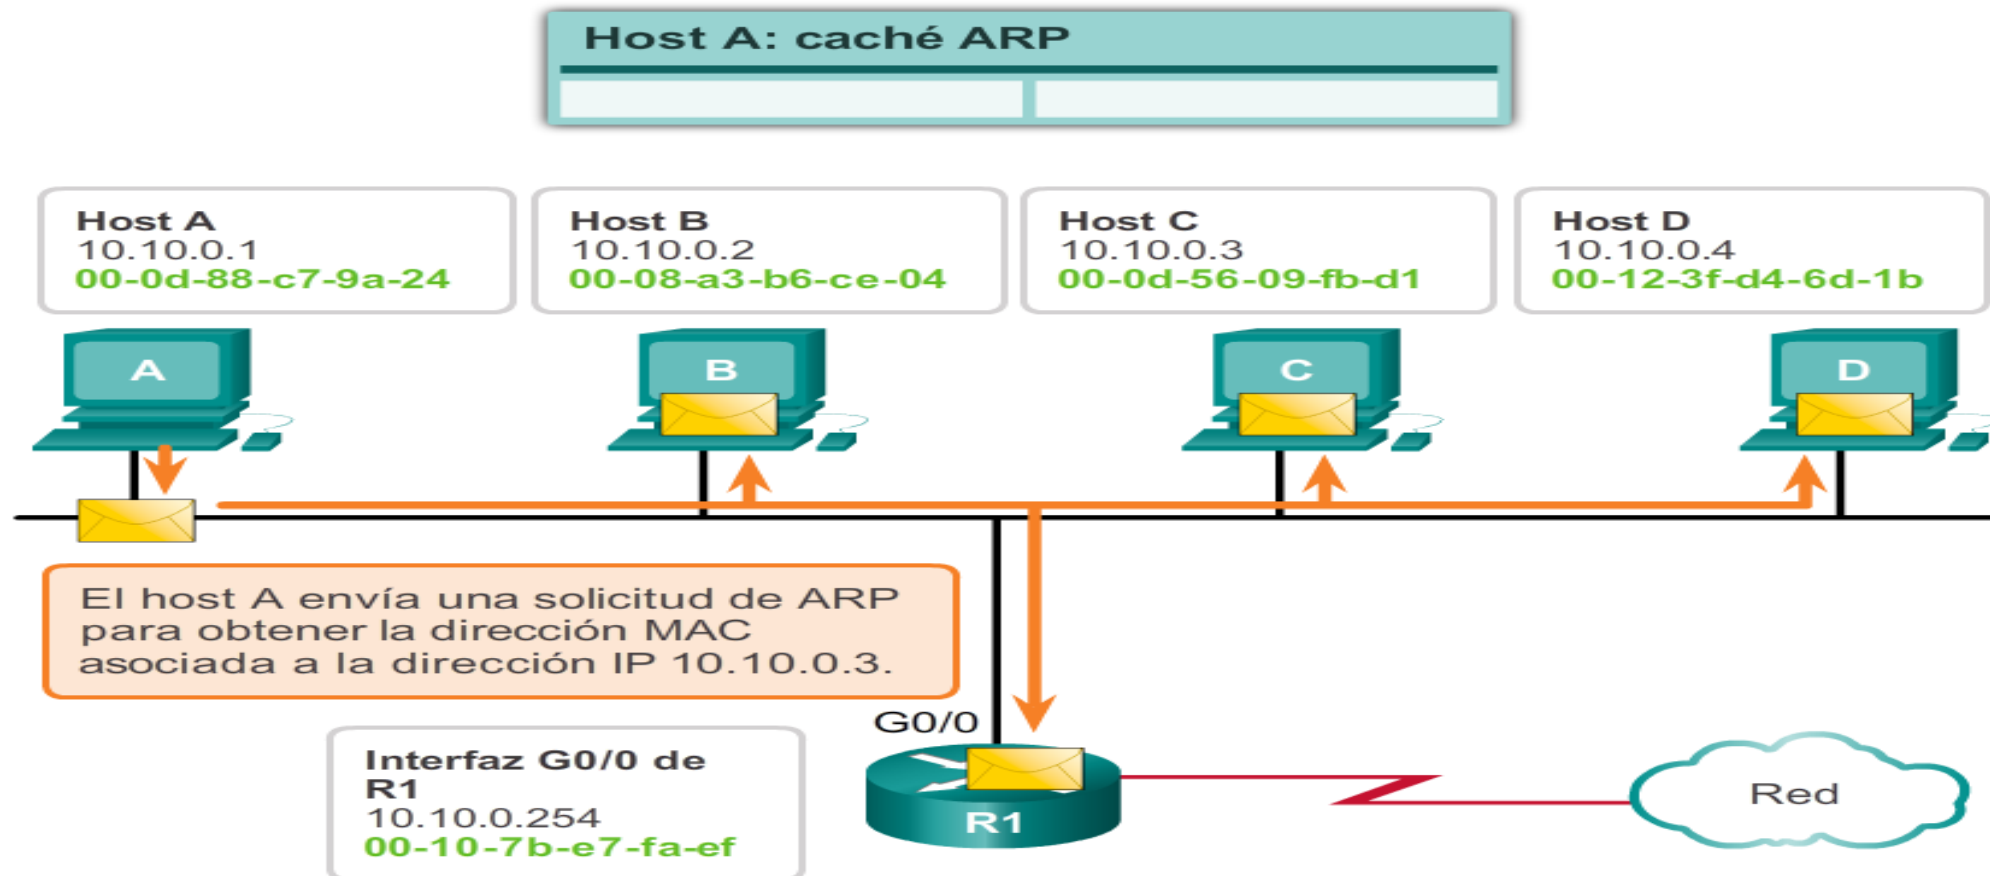 Host A: caché ARP
Host A
10.10.0.1
00-0d-88-c7-9a-24
Host B
10.10.0.2
00-08-a3-b6-ce-04
Host C
10.10.0.3
00-0d-56-09-fb-d1
Host D
10.10.0.4
00-12-3f-d4-6d-1b
A
B
C
D
El host A envía una solicitud de ARP
para obtener la dirección MAC
asociada a la dirección IP 10.10.0.3.
G0/0
Interfaz G0/0 de
R1
10.10.0.254
00-10-7b-e7-fa-ef
R1
Red